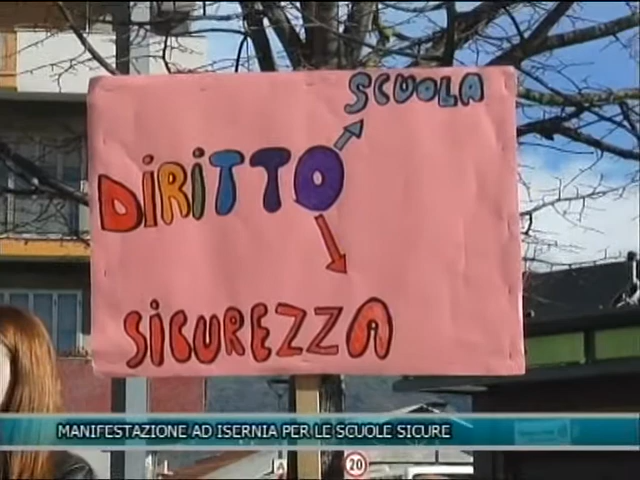 SCUOLA
DiRiTTO
SiCUREZZA
MANIFESTAZIONE AD ISERNIA PER LE SCUOLE SICURE
20